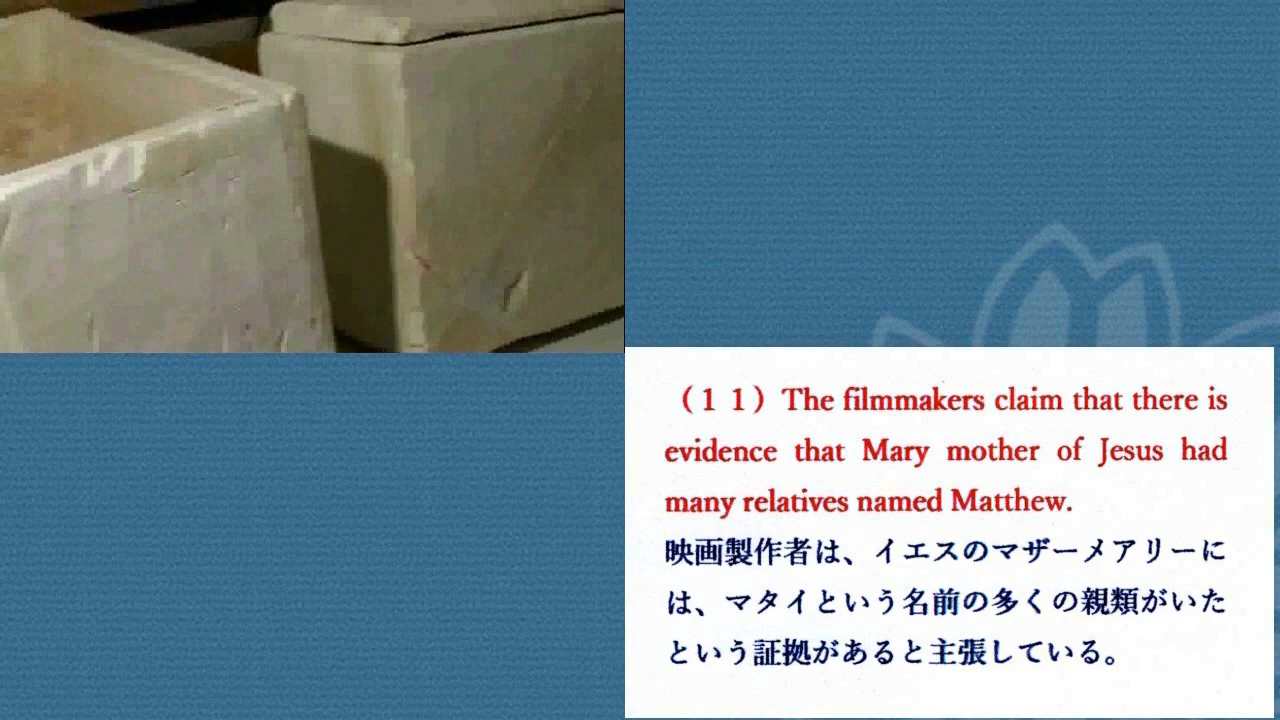 （１１）The filmmakers claim that there is
evidence that Mary mother of Jesus had
many relatives named Matthew.
映画製作者は、イエスのマザーメアリーに
は、マタイという名前の多くの親類がいた
という証拠があると主張している。